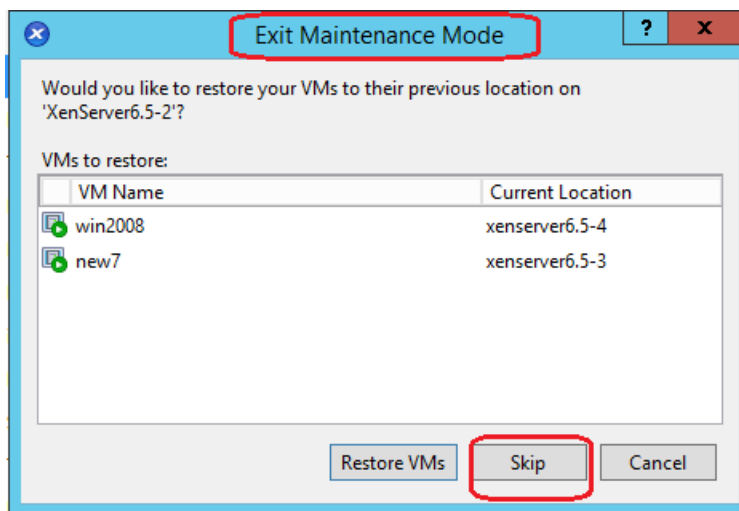 Exit Maintenance Mode
?
x
Would you like to restore your VMs to their previous location on
'XenServer6.5-2'?
VMs to restore:
VM Name Current Location
win2008 xenserver6.5-4
new7 xenserver6.5-3
Restore VMs Skip Cancel